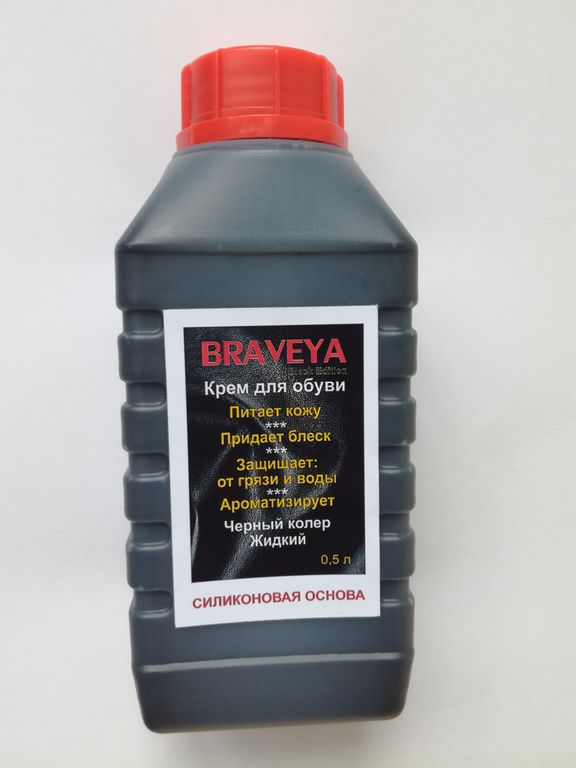 BRAVEYA
Black Edition
Крем для обуви
Питает кожу
***
Придает блеск
***
Защищает:
от грязи и воды
***
Ароматизирует
Черный колер
Жидкий
0,5 л
СИЛИКОНОВАЯ ОСНОВА